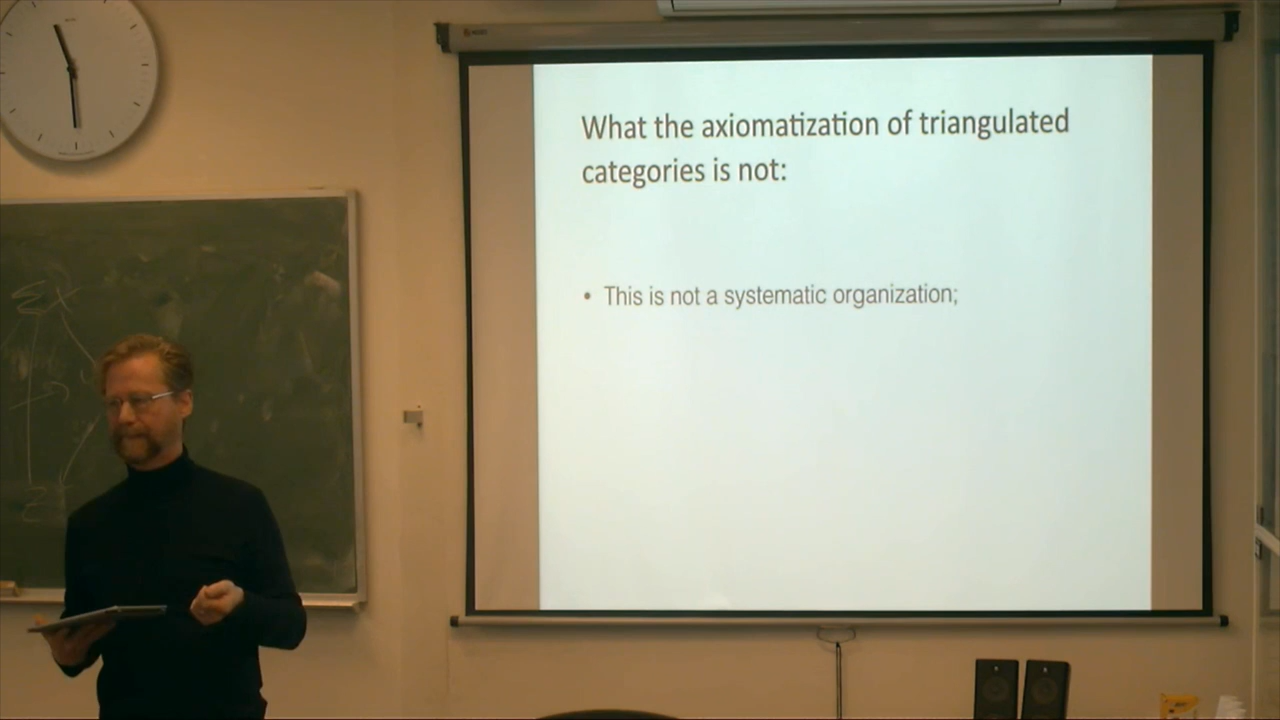 What the axiomatization of triangulated
categories is not:
• This is not a systematic organization;